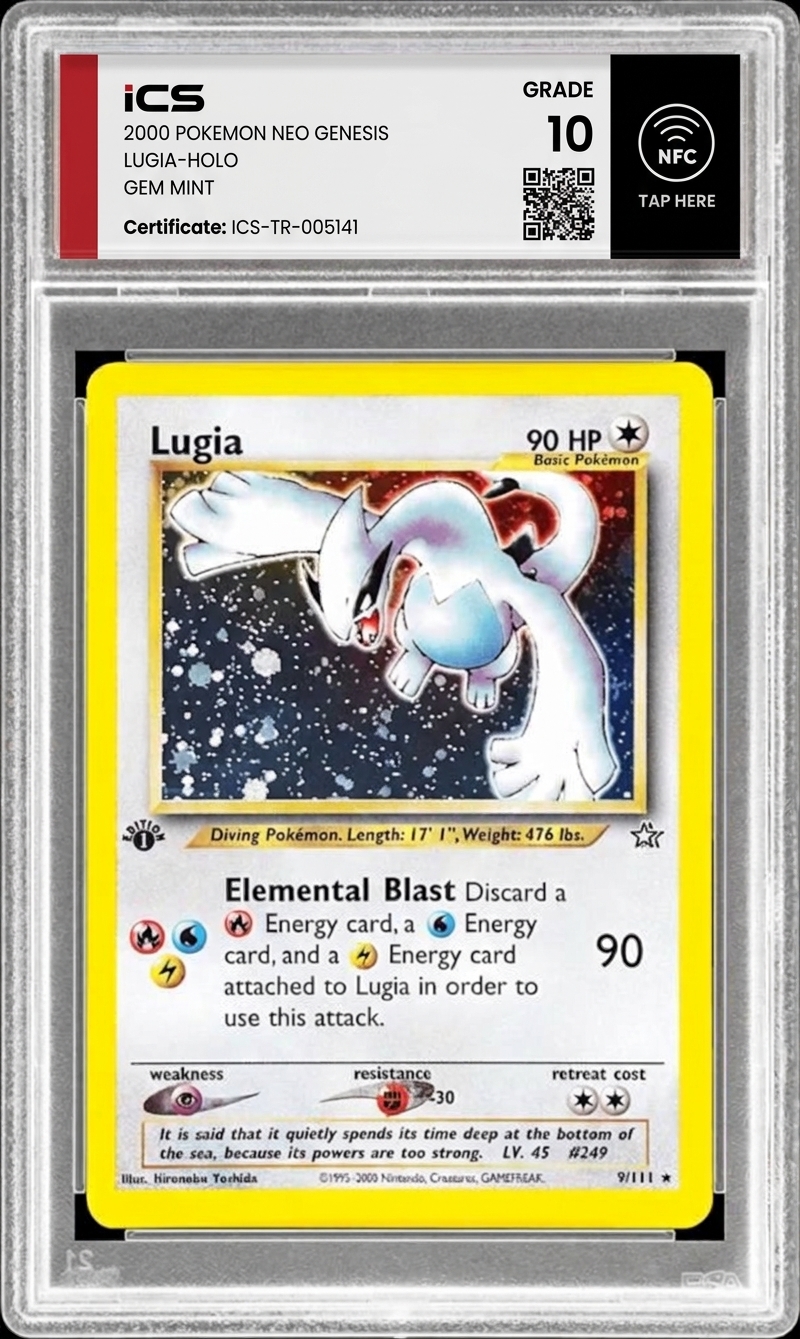 iCS
2000 POKEMON NEO GENESIS
LUGIA-HOLO
GEM MINT
Certificate: ICS-TR-005141
GRADE
10
NFC
TAP HERE
Lugia
90 HP
Basic Pokémon
EDITION
1
Diving Pokémon. Length: 17' 1", Weight: 476 lbs.
Elemental Blast Discard a
Energy card, a Energy
card, and a Energy card
attached to Lugia in order to
use this attack.
90
weakness
resistance
-30
retreat cost
It is said that it quietly spends its time deep at the bottom of
the sea, because its powers are too strong. LV. 45 #249
Illus. Hironobu Yoshida
©1995-2000 Nintendo, Creatures, GAMEFREAK.
9/111 ★